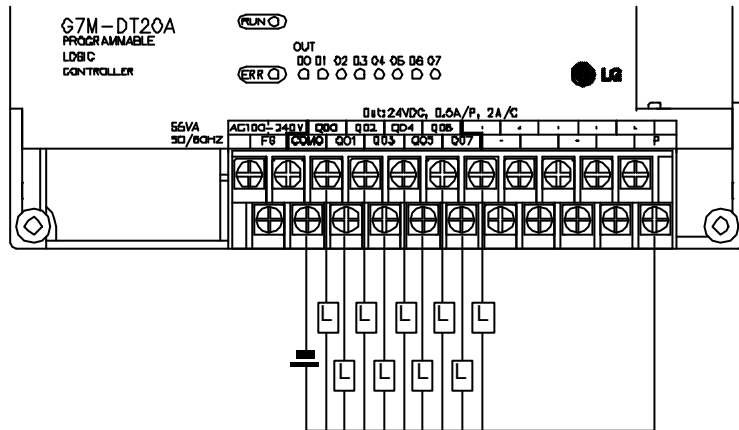 G7M-DT20A
PROGRAMMABLE
LOGIC
CONTROLLER
RUN
ERR
OUT
00 01 02 03 04 05 06 07
LG
Out:24VDC, 0.5A/P, 2A/C
55VA
50/60HZ
AC100-240V Q00 Q02 Q04 Q06
FG COM0 Q01 Q03 Q05 Q07 - - P
L L L L L
L L L L